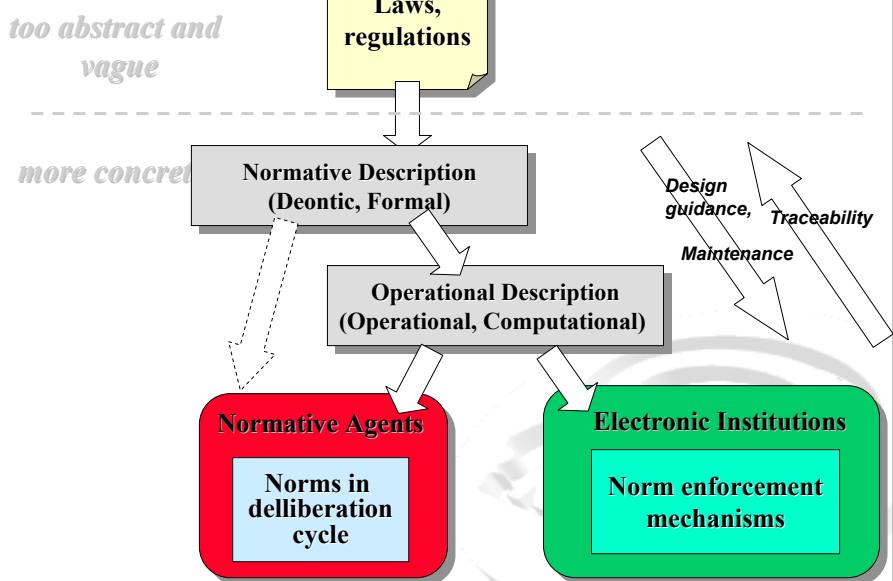 Laws,
regulations
too abstract and
vague
more concret
Normative Description
(Deontic, Formal)
Design
guidance,
Maintenance
Traceability
Operational Description
(Operational, Computational)
Normative Agents
Norms in
delliberation
cycle
Electronic Institutions
Norm enforcement
mechanisms